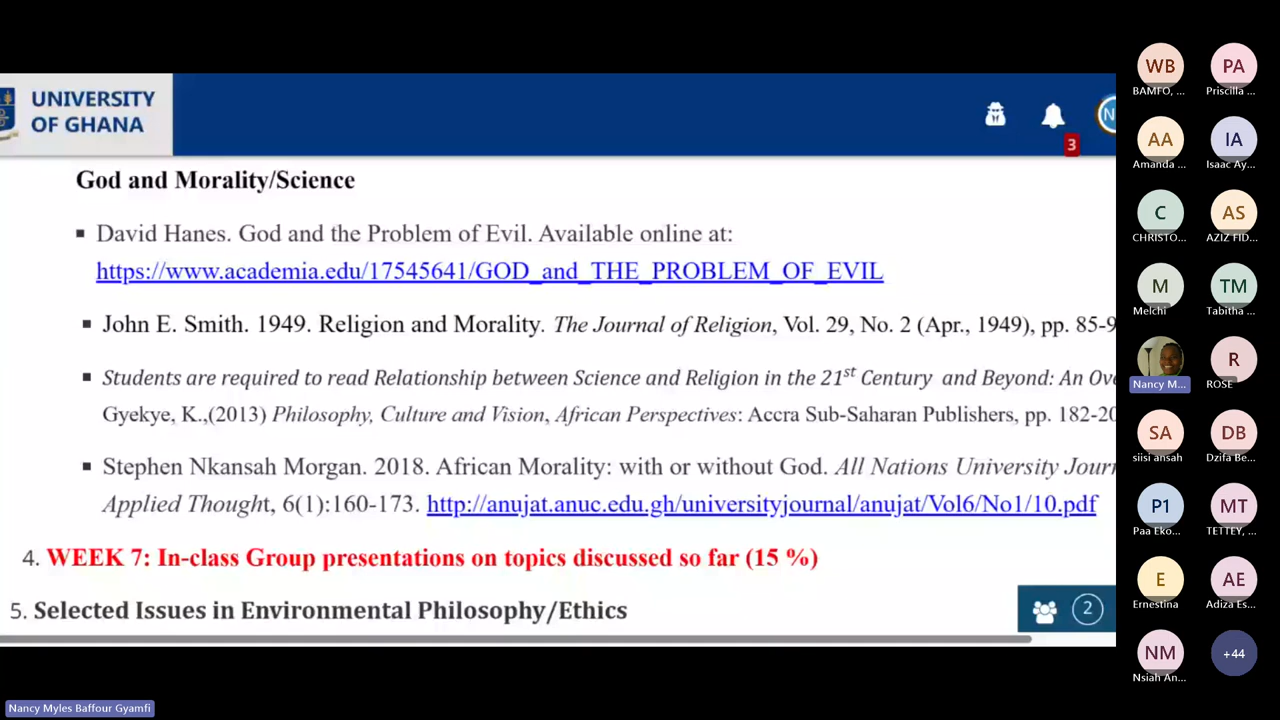 UNIVERSITY
OF GHANA
3
N
God and Morality/Science
▪ David Hanes. God and the Problem of Evil. Available online at:
https://www.academia.edu/17545641/GOD_and_THE_PROBLEM_OF_EVIL
▪ John E. Smith. 1949. Religion and Morality. The Journal of Religion, Vol. 29, No. 2 (Apr., 1949), pp. 85-9
▪ Students are required to read Relationship between Science and Religion in the 21st Century and Beyond: An Ove
Gyekye, K.,(2013) Philosophy, Culture and Vision, African Perspectives: Accra Sub-Saharan Publishers, pp. 182-20
▪ Stephen Nkansah Morgan. 2018. African Morality: with or without God. All Nations University Jour
Applied Thought, 6(1):160-173. http://anujat.anuc.edu.gh/universityjournal/anujat/Vol6/No1/10.pdf
4. WEEK 7: In-class Group presentations on topics discussed so far (15 %)
5. Selected Issues in Environmental Philosophy/Ethics
2
WB PA
BAMFO, ... Priscilla ...
AA IA
Amanda ... Isaac Ay...
C AS
CHRISTO... AZIZ FID...
M TM
Melchi Tabitha ...
R
Nancy M... ROSE
SA DB
siisi ansah Dzifa Be...
P1 MT
Paa Eko... TETTEY, ...
E AE
Ernestina Adiza Es...
NM +44
Nsiah An...
Nancy Myles Baffour Gyamfi